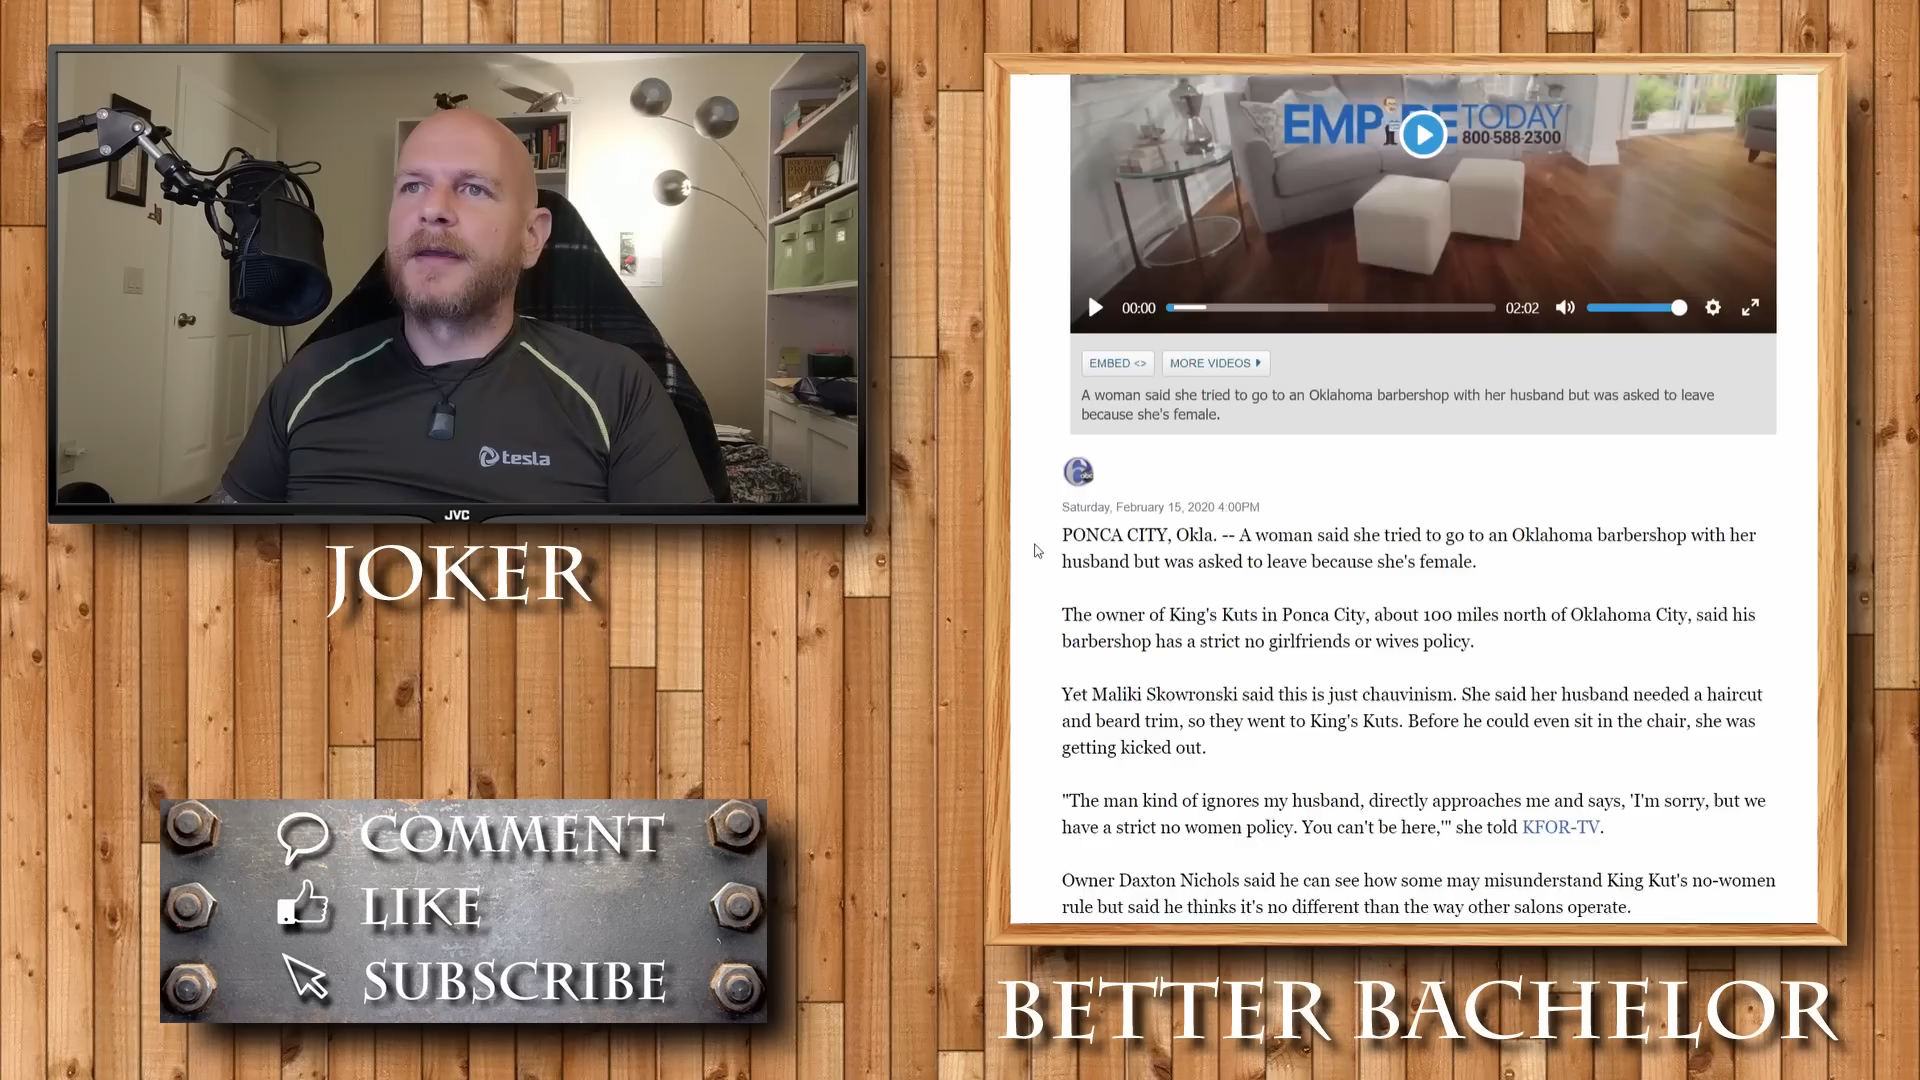 tesla
JVC
JOKER
COMMENT
LIKE
SUBSCRIBE
EMPIRE TODAY
800-588-2300
00:00
02:02
EMBED <>
MORE VIDEOS
A woman said she tried to go to an Oklahoma barbershop with her husband but was asked to leave
because she's female.
6abc
Saturday, February 15, 2020 4:00PM
PONCA CITY, Okla. -- A woman said she tried to go to an Oklahoma barbershop with her
husband but was asked to leave because she's female.
The owner of King's Kuts in Ponca City, about 100 miles north of Oklahoma City, said his
barbershop has a strict no girlfriends or wives policy.
Yet Maliki Skowronski said this is just chauvinism. She said her husband needed a haircut
and beard trim, so they went to King's Kuts. Before he could even sit in the chair, she was
getting kicked out.
"The man kind of ignores my husband, directly approaches me and says, 'I'm sorry, but we
have a strict no women policy. You can't be here,'" she told KFOR-TV.
Owner Daxton Nichols said he can see how some may misunderstand King Kut's no-women
rule but said he thinks it's no different than the way other salons operate.
BETTER BACHELOR